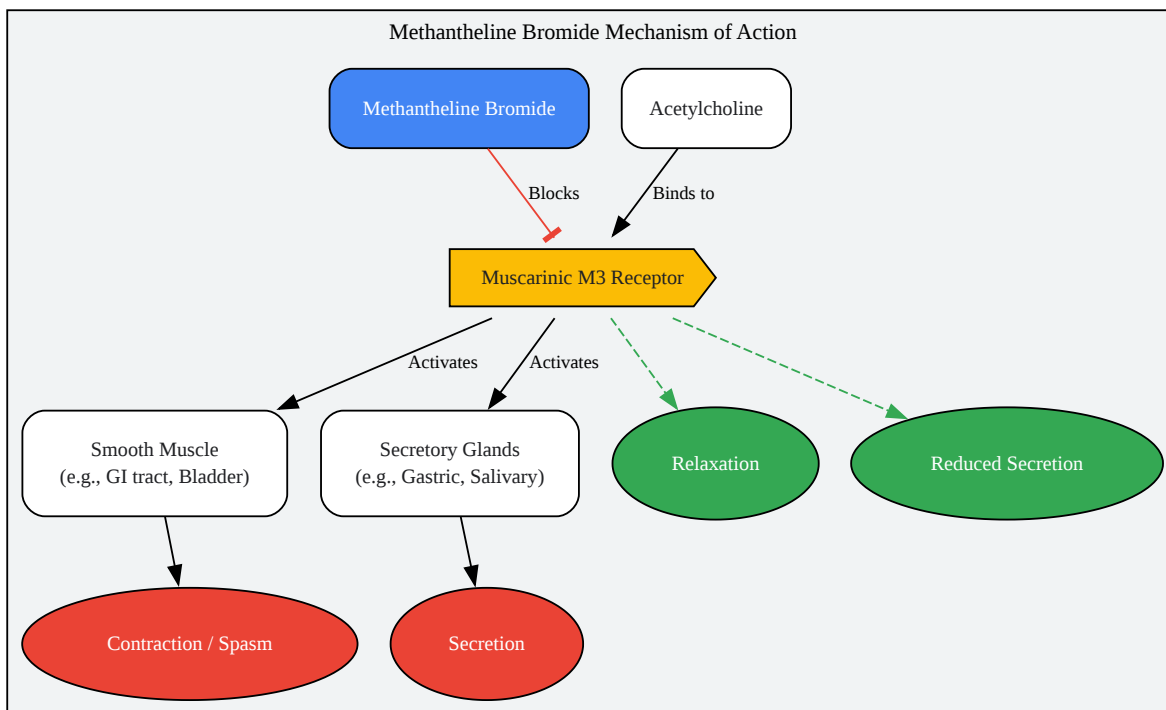 Methantheline Bromide Mechanism of Action
Methantheline Bromide
Acetylcholine
Blocks
Binds to
Muscarinic M3 Receptor
Activates
Activates
Smooth Muscle
(e.g., GI tract, Bladder)
Secretory Glands
(e.g., Gastric, Salivary)
Relaxation
Reduced Secretion
Contraction / Spasm
Secretion